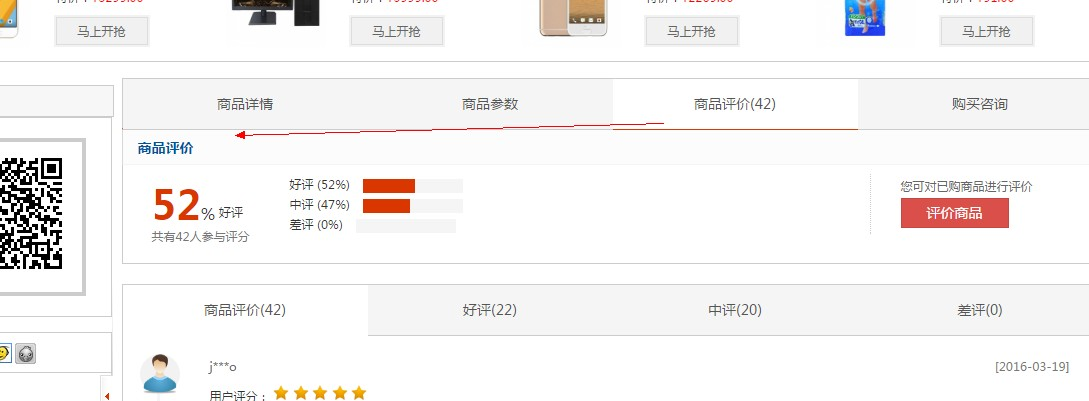 马上开抢 马上开抢 马上开抢 马上开抢
商品详情 商品参数 商品评价(42) 购买咨询
商品评价
52% 好评
共有42人参与评分
好评 (52%)
中评 (47%)
差评 (0%)
您可对已购商品进行评价
评价商品
商品评价(42) 好评(22) 中评(20) 差评(0)
j***o [2016-03-19]
用户评分：